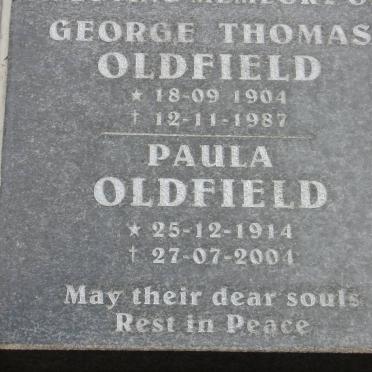 MEMORY O
GEORGE THOMAS
OLDFIELD
★ 18-09 1904
† 12-11-1987
PAULA
OLDFIELD
★ 25-12-1914
† 27-07-2004
May their dear souls
Rest in Peace